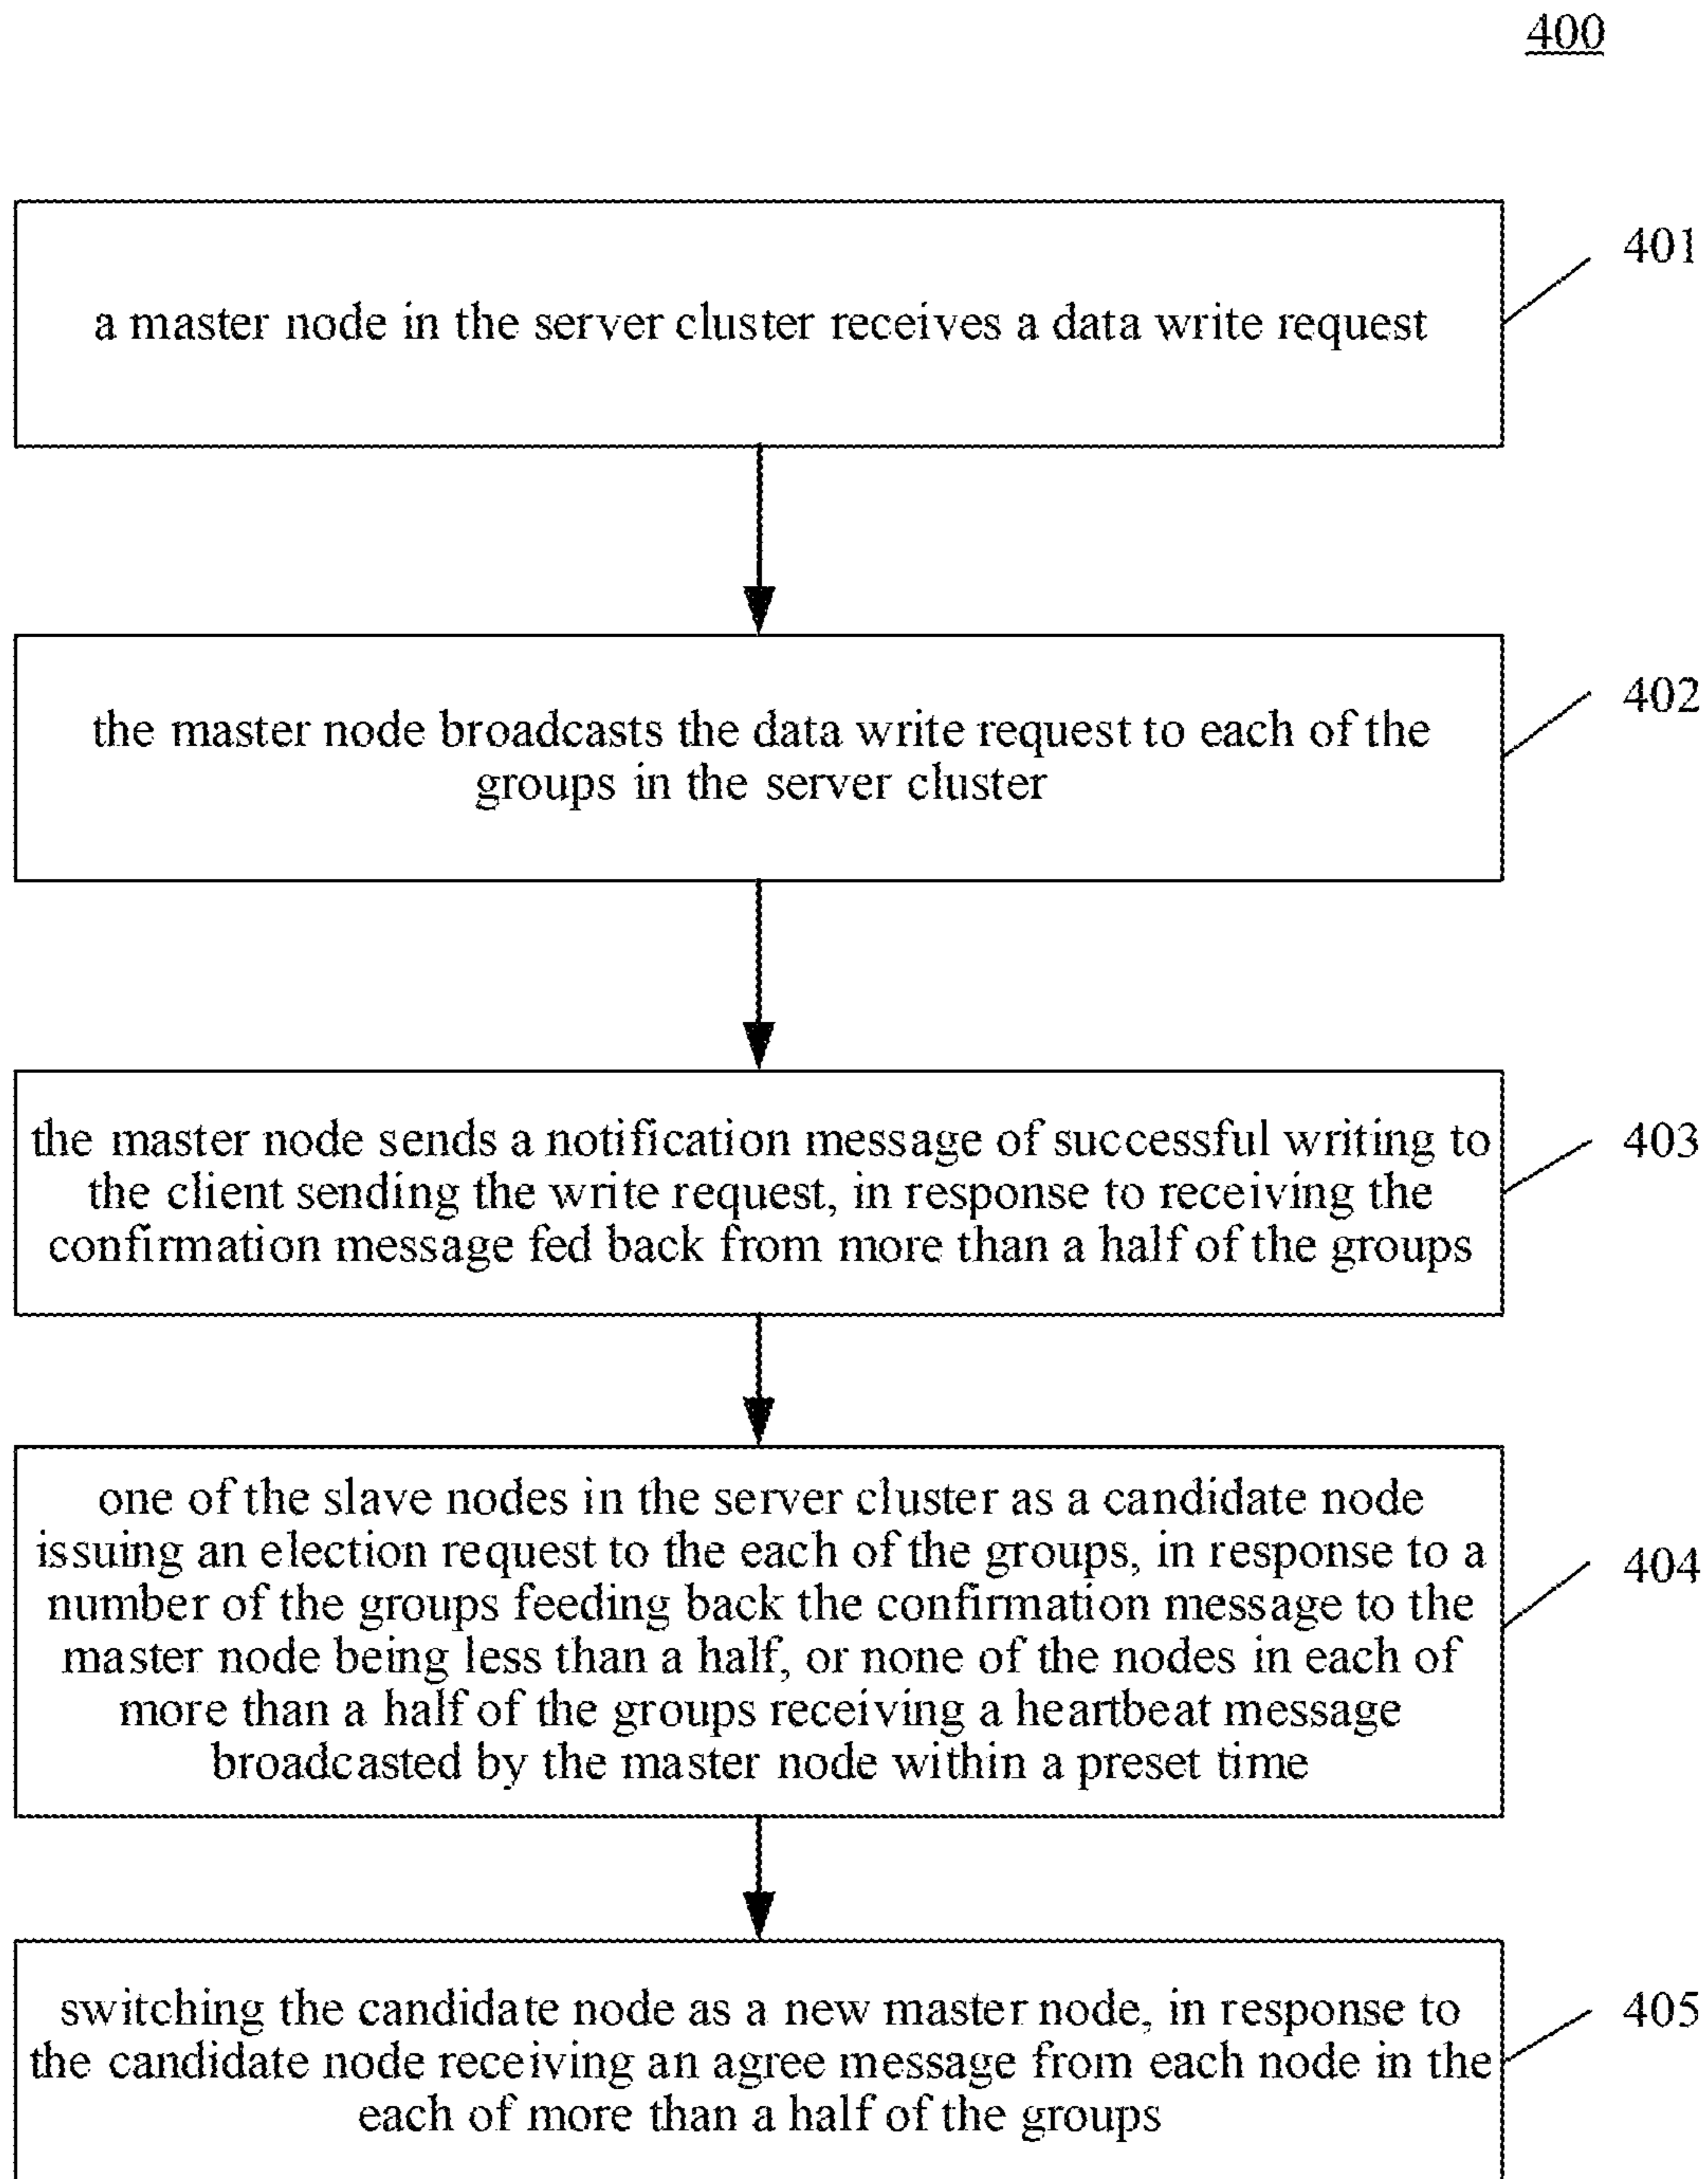 400
401
a master node in the server cluster receives a data write request
402
the master node broadcasts the data write request to each of the
groups in the server cluster
403
the master node sends a notification message of successful writing to
the client sending the write request, in response to receiving the
confirmation message fed back from more than a half of the groups
404
one of the slave nodes in the server cluster as a candidate node
issuing an election request to the each of the groups, in response to a
number of the groups feeding back the confirmation message to the
master node being less than a half, or none of the nodes in each of
more than a half of the groups receiving a heartbeat message
broadcasted by the master node within a preset time
405
switching the candidate node as a new master node, in response to
the candidate node receiving an agree message from each node in the
each of more than a half of the groups